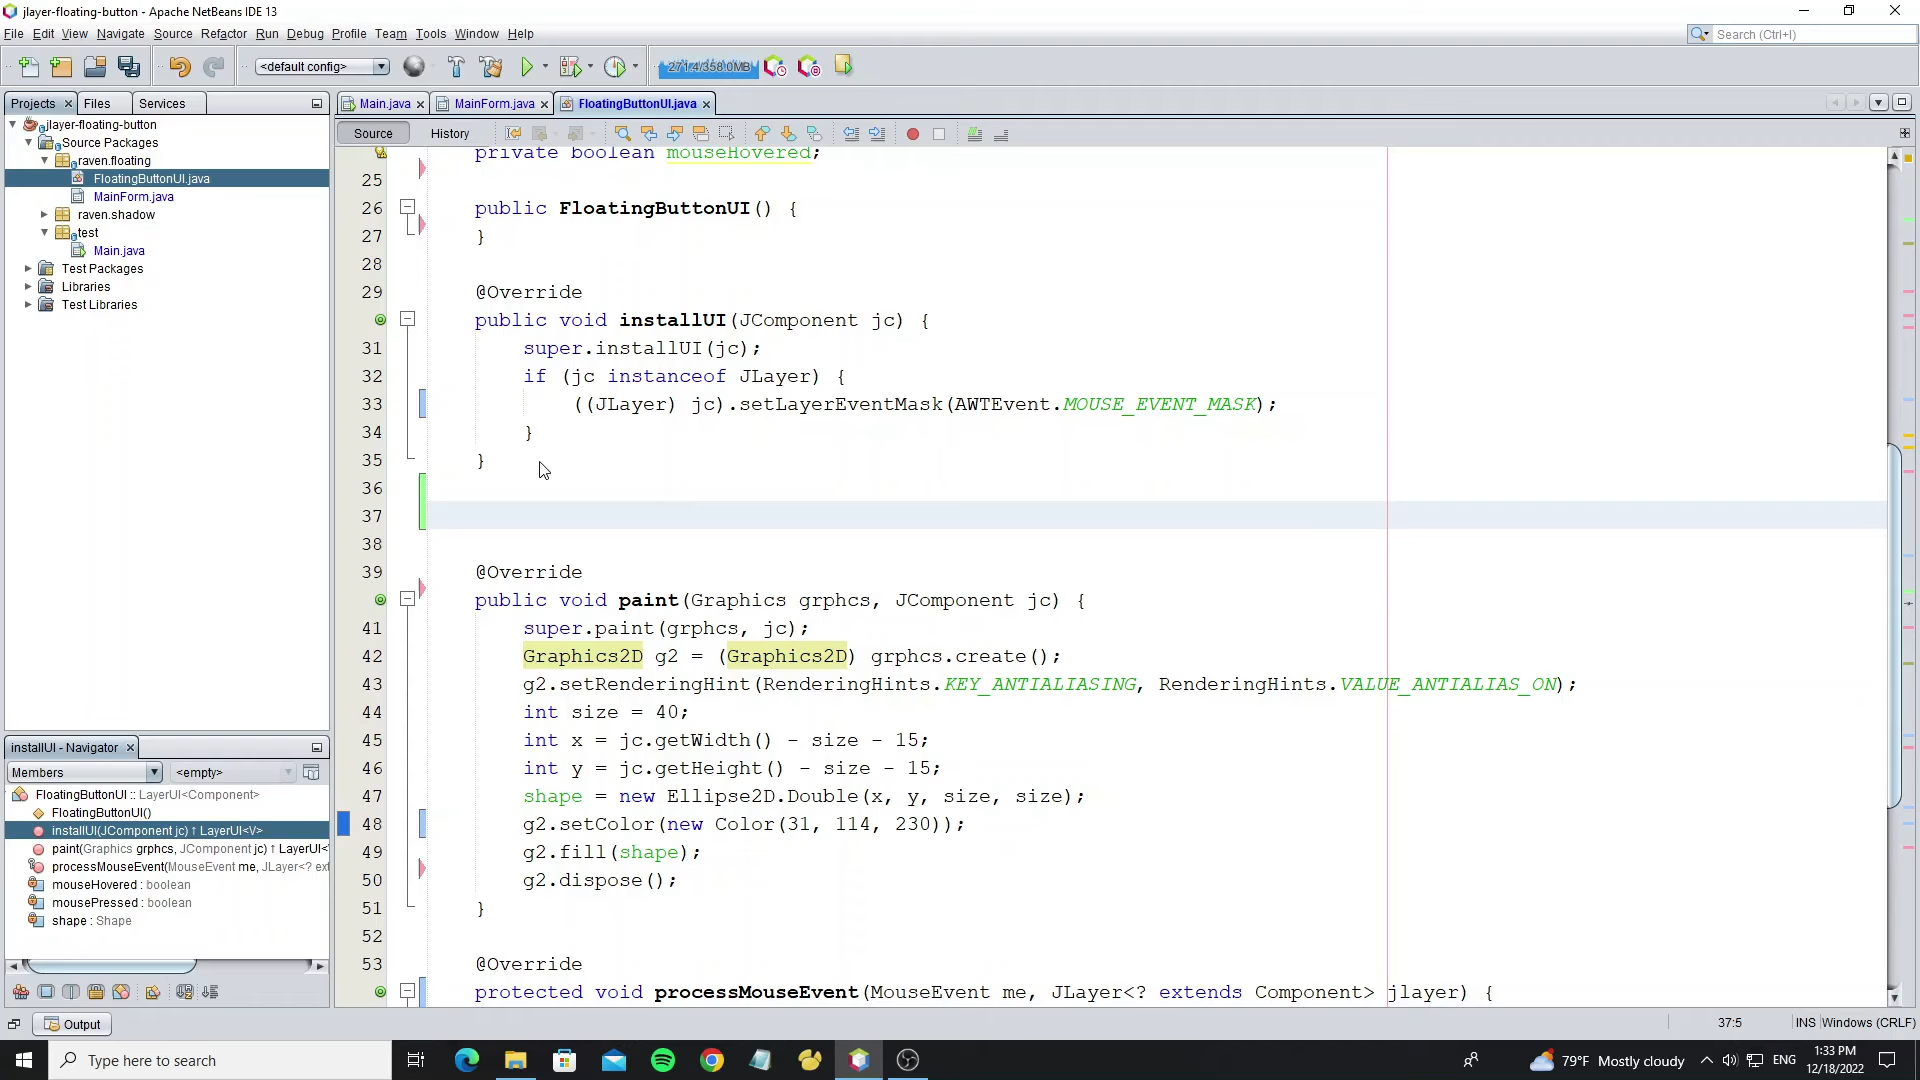 jlayer-floating-button - Apache NetBeans IDE 13
File Edit View Navigate Source Refactor Run Debug Profile Team Tools Window Help
Search (Ctrl+I)
<default config>
271.4/358.0MB
Projects Files Services
Main.java MainForm.java FloatingButtonUI.java
Source History
jlayer-floating-button
Source Packages
raven.floating
FloatingButtonUI.java
MainForm.java
raven.shadow
test
Main.java
Test Packages
Libraries
Test Libraries
private boolean mouseHovered;
25
26 public FloatingButtonUI() {
27 }
28
29 @Override
public void installUI(JComponent jc) {
31 super.installUI(jc);
32 if (jc instanceof JLayer) {
33 ((JLayer) jc).setLayerEventMask(AWTEvent.MOUSE_EVENT_MASK);
34 }
35 }
36
37
38
39 @Override
public void paint(Graphics grphcs, JComponent jc) {
41 super.paint(grphcs, jc);
42 Graphics2D g2 = (Graphics2D) grphcs.create();
43 g2.setRenderingHint(RenderingHints.KEY_ANTIALIASING, RenderingHints.VALUE_ANTIALIAS_ON);
44 int size = 40;
45 int x = jc.getWidth() - size - 15;
46 int y = jc.getHeight() - size - 15;
47 shape = new Ellipse2D.Double(x, y, size, size);
48 g2.setColor(new Color(31, 114, 230));
49 g2.fill(shape);
50 g2.dispose();
51 }
52
53 @Override
protected void processMouseEvent(MouseEvent me, JLayer<? extends Component> jlayer) {
installUI - Navigator
Members <empty>
FloatingButtonUI :: LayerUI<Component>
FloatingButtonUI()
installUI(JComponent jc) ↑ LayerUI<V>
paint(Graphics grphcs, JComponent jc) ↑ LayerUI<
processMouseEvent(MouseEvent me, JLayer<? ext
mouseHovered : boolean
mousePressed : boolean
shape : Shape
Output
37:5 INS Windows (CRLF)
Type here to search
79°F Mostly cloudy
ENG
1:33 PM
12/18/2022